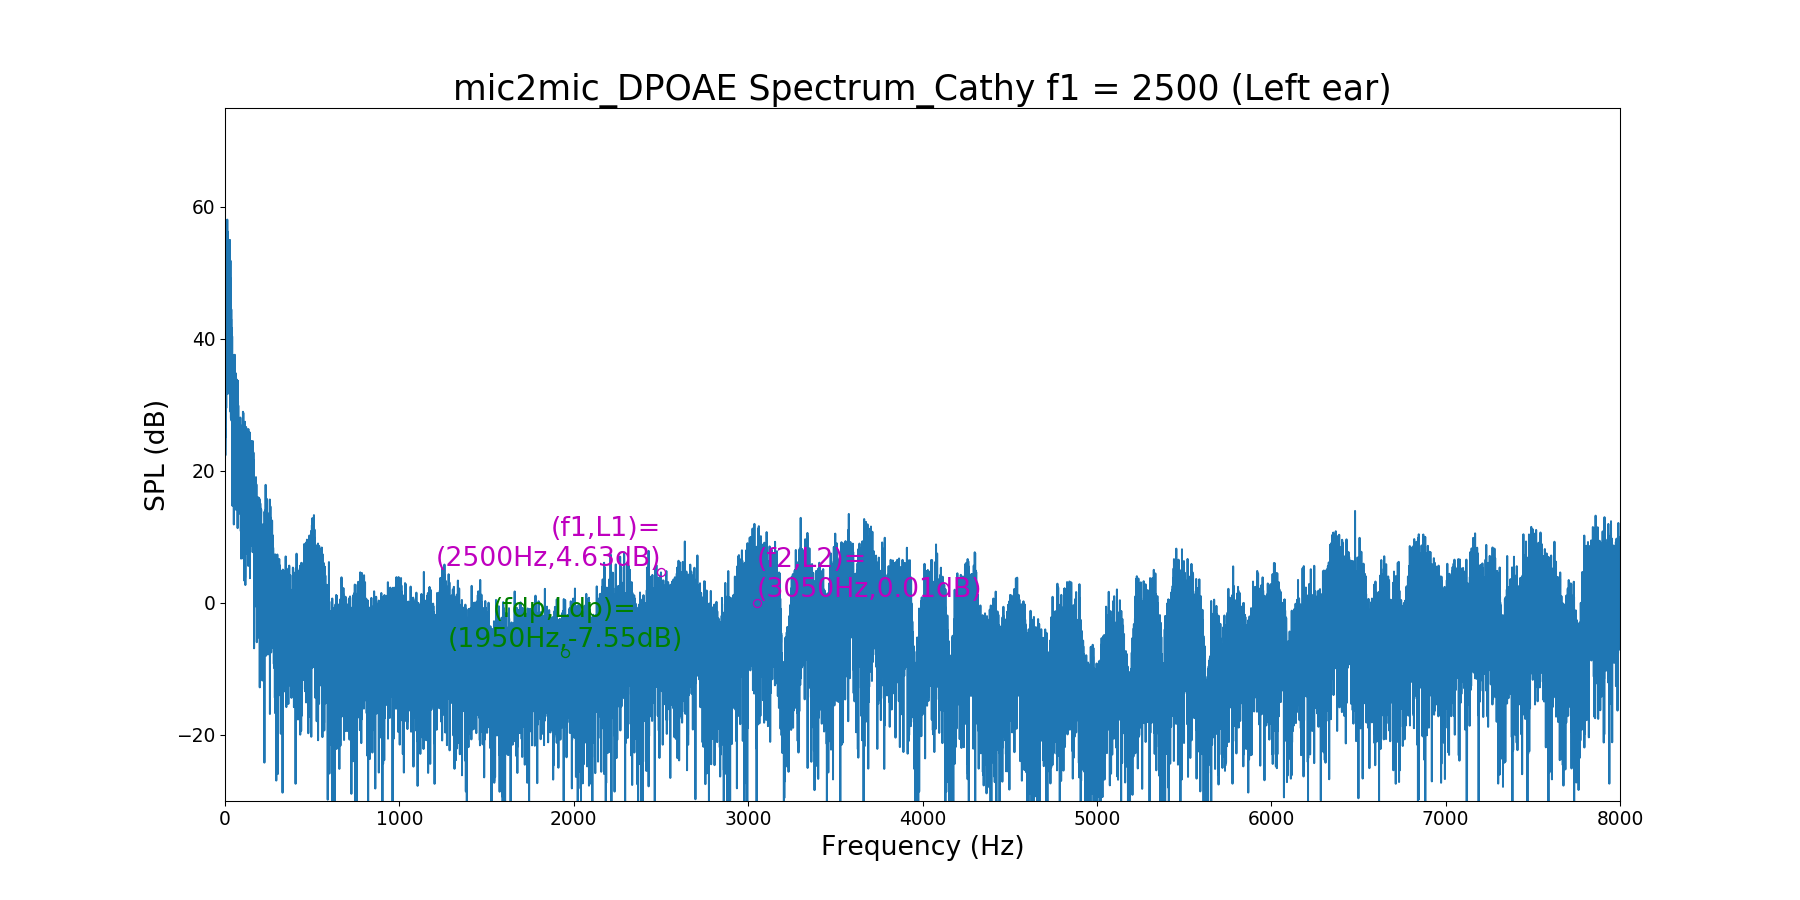 mic2mic_DPOAE Spectrum_Cathy f1 = 2500 (Left ear)
60
40
20
0
−20
SPL (dB)
(f1,L1)=
(2500Hz,4.63dB)
(f2,L2)=
(3050Hz,0.01dB)
(fdp,Ldp)=
(1950Hz,-7.55dB)
0 1000 2000 3000 4000 5000 6000 7000 8000
Frequency (Hz)